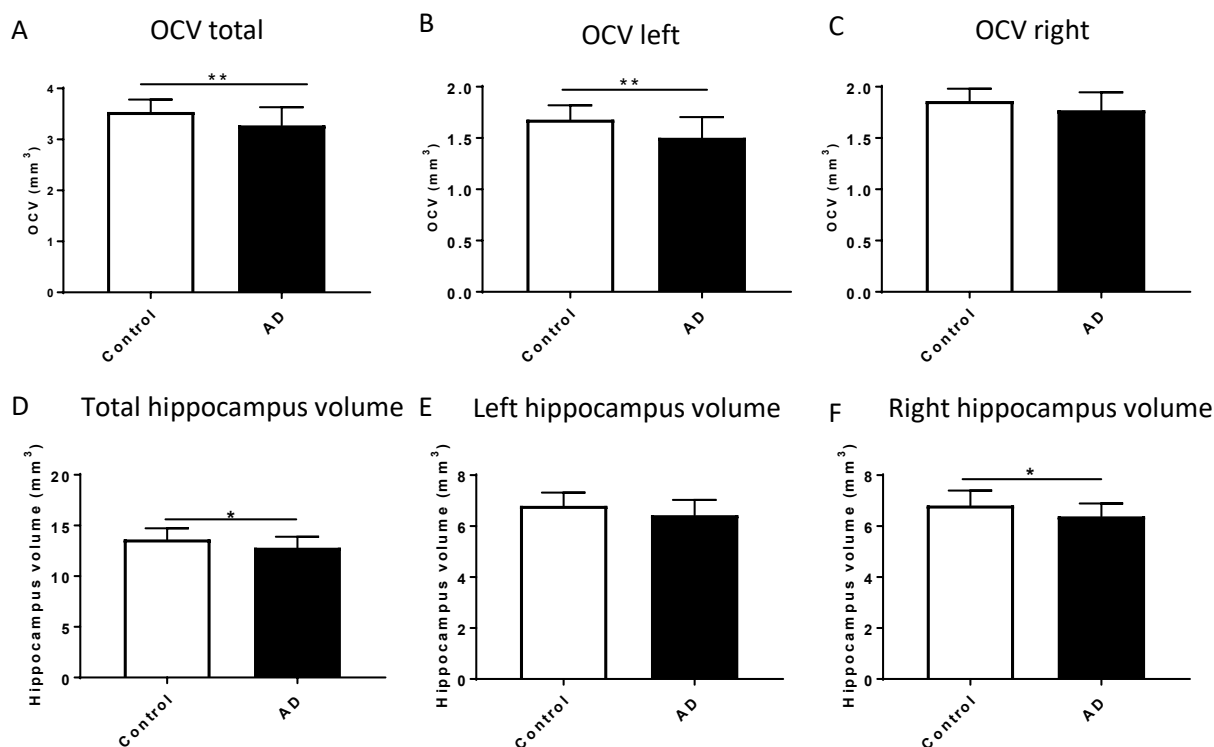 A
OCV total
B
OCV left
C
OCV right
**
4
3
2
1
0
OCV (mm³)
Control
AD
**
2.0
1.5
1.0
0.5
0.0
OCV (mm³)
Control
AD
2.0
1.5
1.0
0.5
0.0
OCV (mm³)
Control
AD
D
Total hippocampus volume
E
Left hippocampus volume
F
Right hippocampus volume
*
20
15
10
5
0
Hippocampus volume (mm³)
Control
AD
8
6
4
2
0
Hippocampus volume (mm³)
Control
AD
*
8
6
4
2
0
Hippocampus volume (mm³)
Control
AD